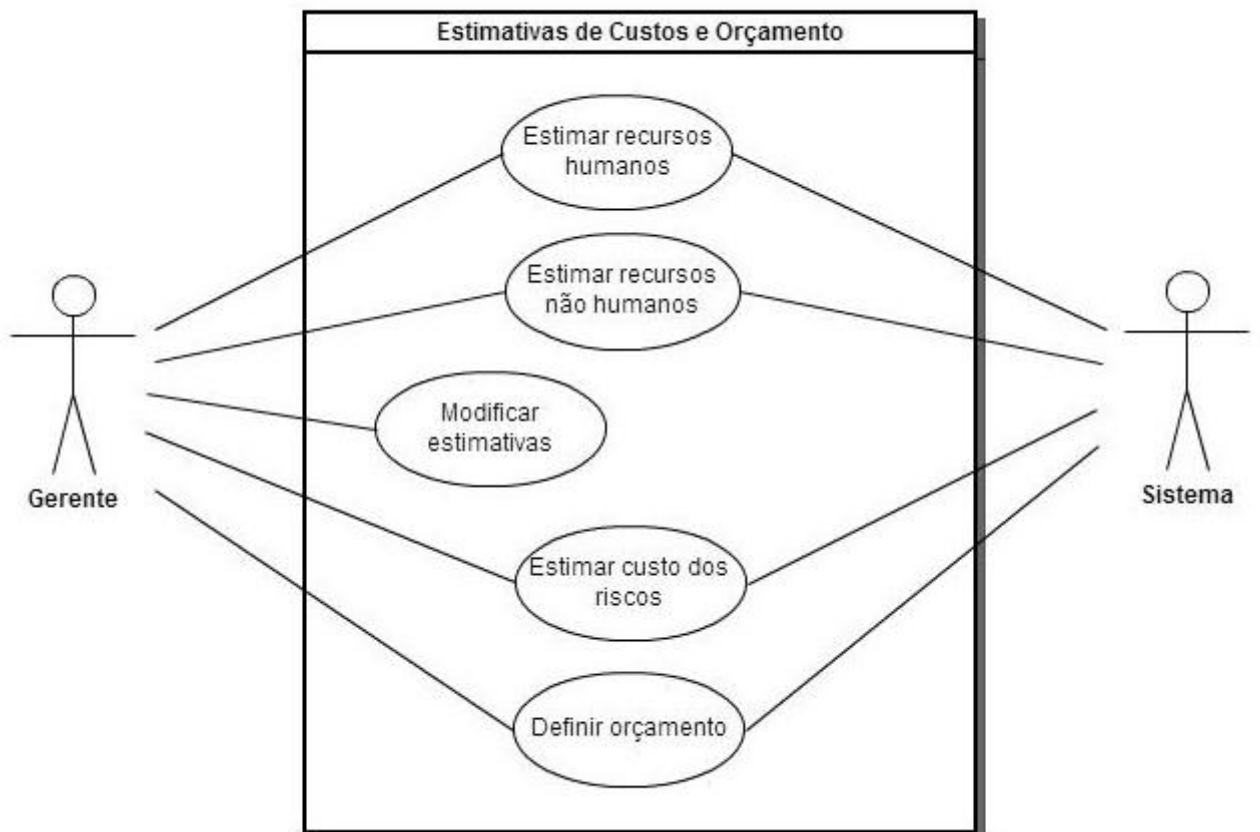 Estimativas de Custos e Orçamento
Estimar recursos
humanos
Estimar recursos
não humanos
Modificar
estimativas
Gerente
Sistema
Estimar custo dos
riscos
Definir orçamento